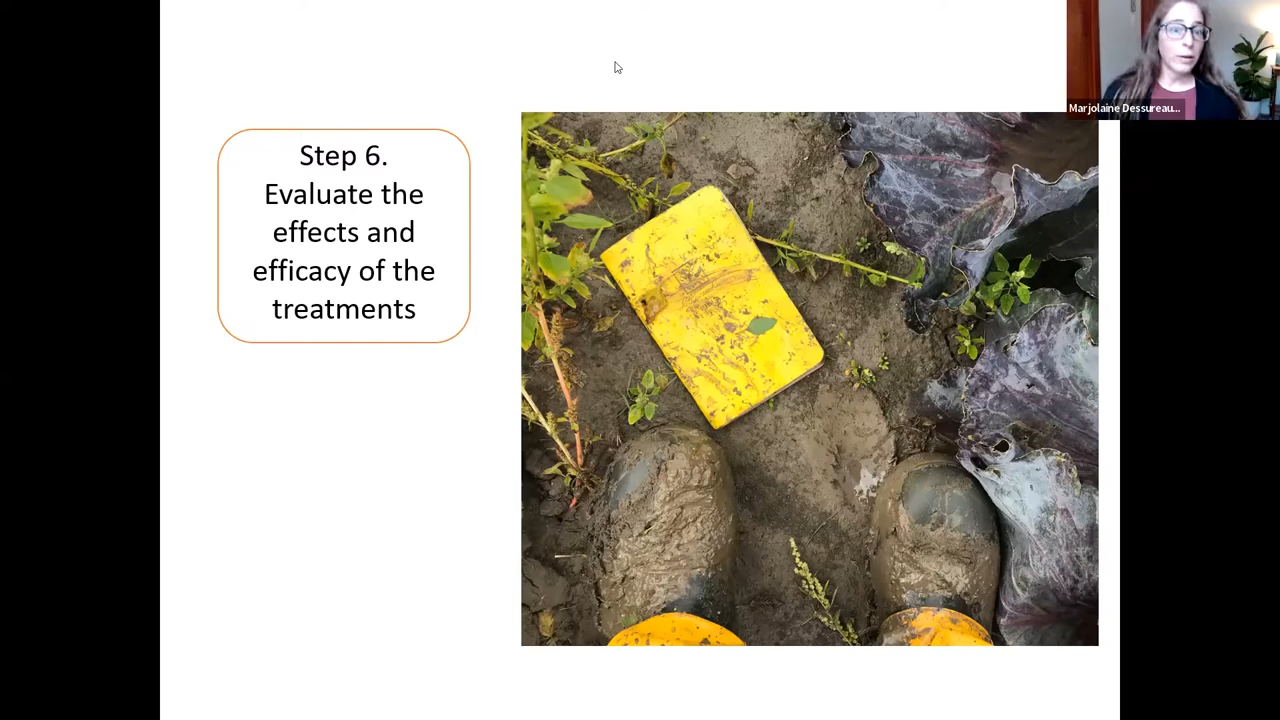 Marjolaine Dessureau...
Step 6.
Evaluate the
effects and
efficacy of the
treatments